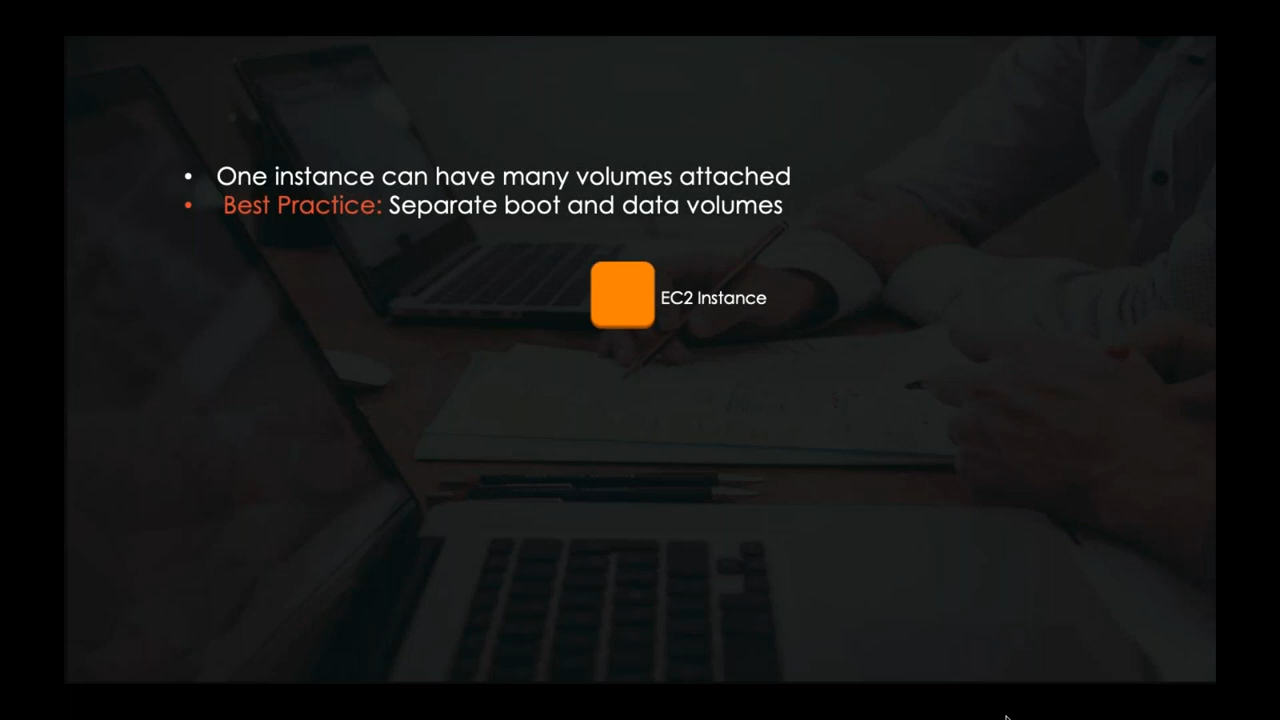 • One instance can have many volumes attached
• Best Practice: Separate boot and data volumes
EC2 Instance